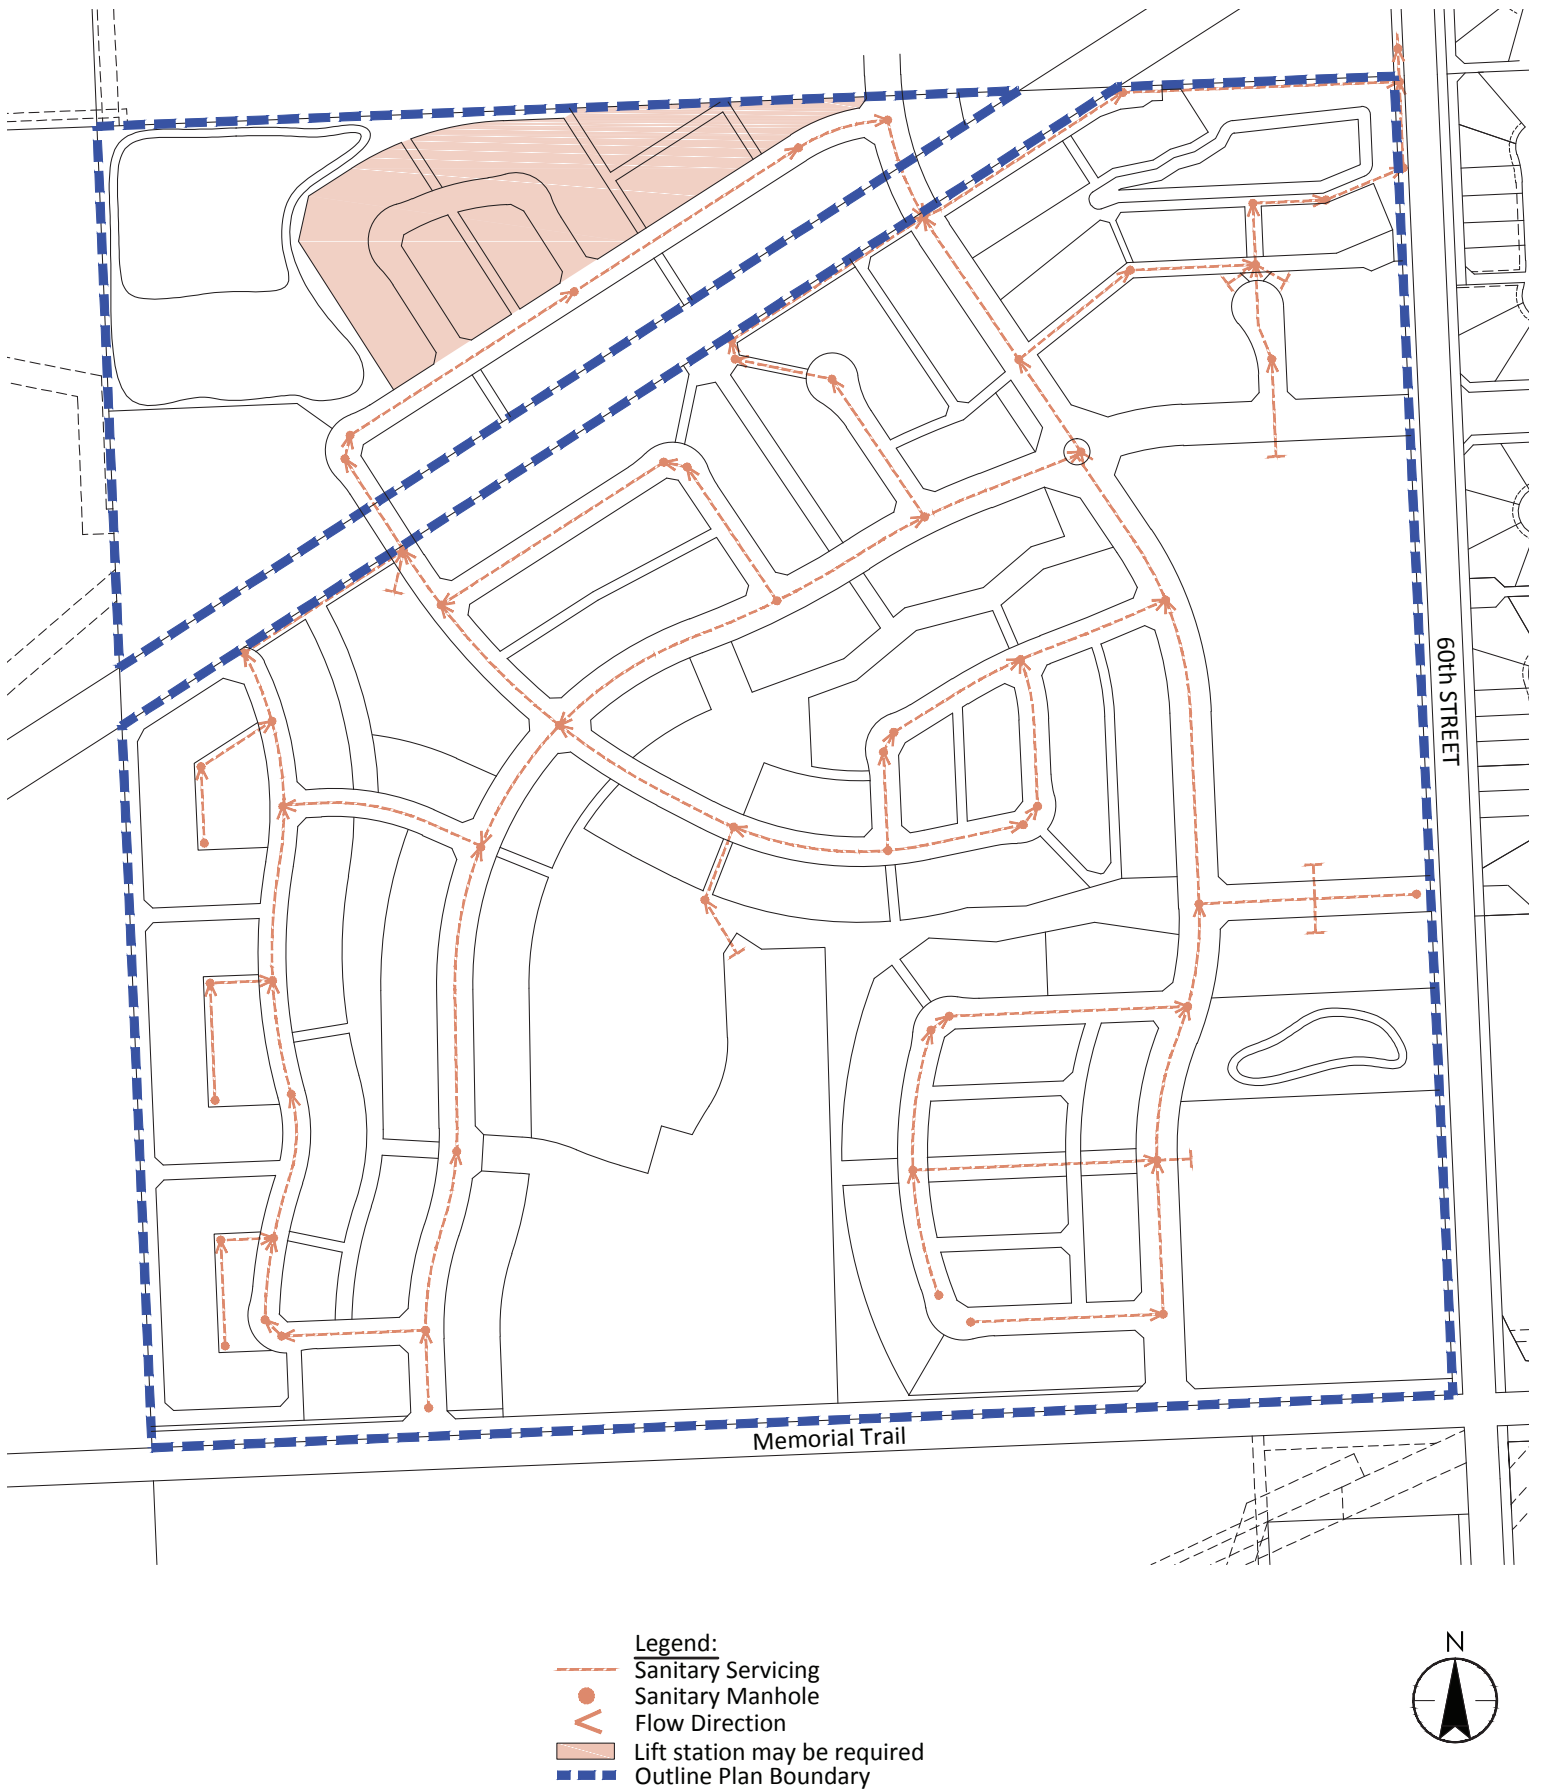 60th STREET
Memorial Trail
Legend:
Sanitary Servicing
Sanitary Manhole
Flow Direction
Lift station may be required
Outline Plan Boundary
N